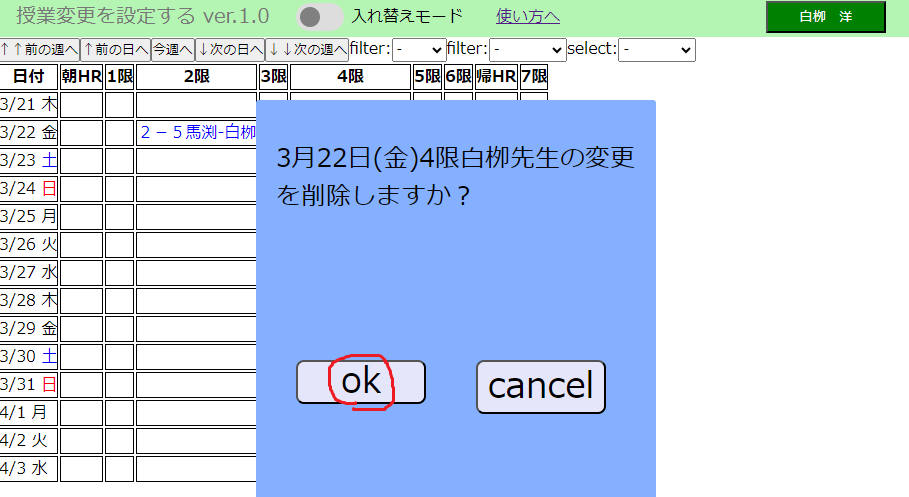 授業変更を設定する ver.1.0 入れ替えモード 使い方へ 白栁 洋
↑↑前の週へ ↑前の日へ 今週へ ↓次の日へ ↓↓次の週へ filter: - filter: - select: -
日付 朝HR 1限 2限 3限 4限 5限 6限 帰HR 7限
3/21 木
3/22 金 2－5馬渕-白栁
3/23 土
3/24 日
3/25 月
3/26 火
3/27 水
3/28 木
3/29 金
3/30 土
3/31 日
4/1 月
4/2 火
4/3 水
3月22日(金)4限白栁先生の変更
を削除しますか？
ok cancel